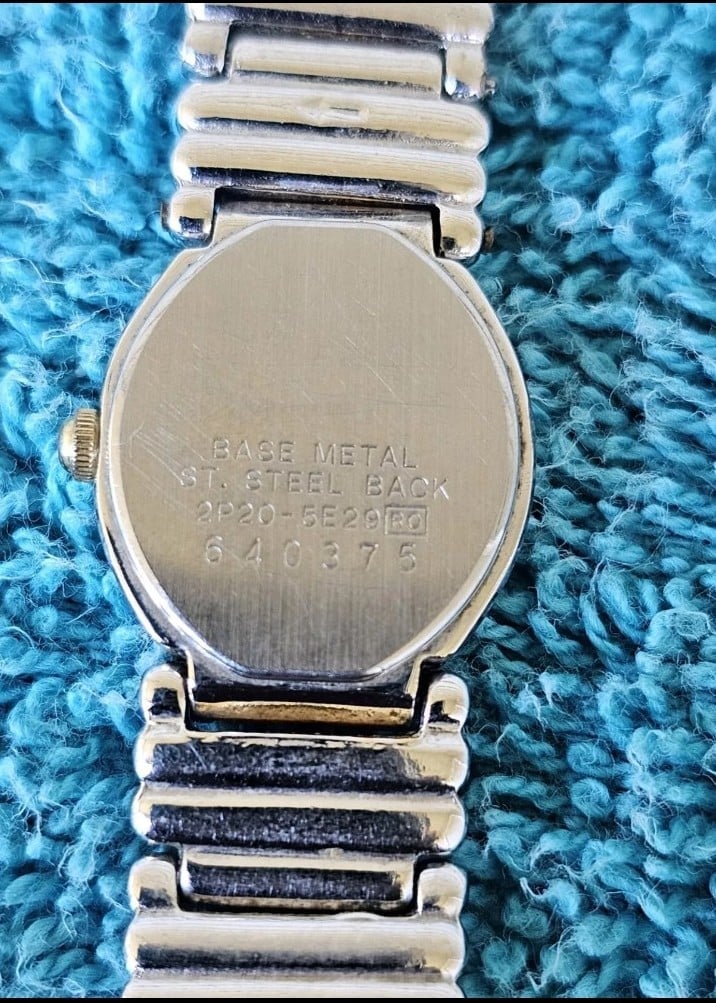 BASE METAL
ST. STEEL BACK
2P20-5E29 RO
640375